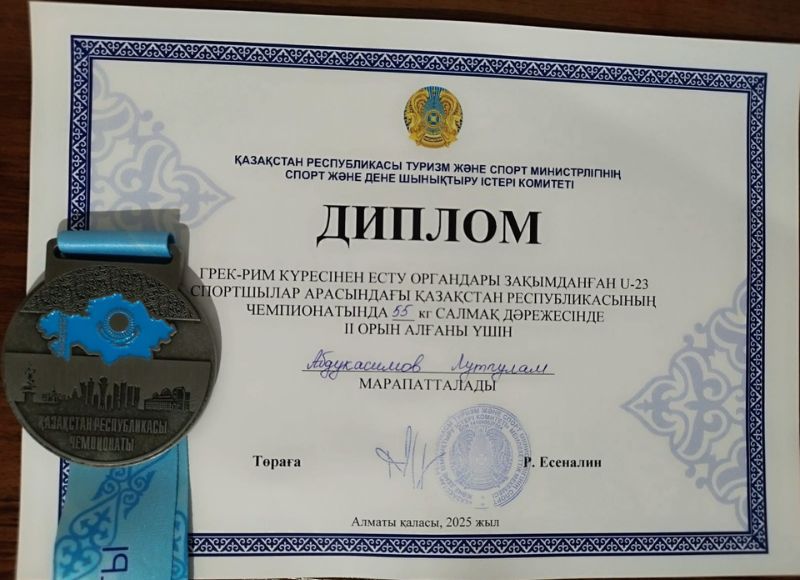 ҚАЗАҚСТАН РЕСПУБЛИКАСЫ ТУРИЗМ ЖӘНЕ СПОРТ МИНИСТРЛІГІНІҢ
СПОРТ ЖӘНЕ ДЕНЕ ШЫНЫҚТЫРУ ІСТЕРІ КОМИТЕТІ
ДИПЛОМ
ГРЕК-РИМ КҮРЕСІНЕН ЕСТУ ОРГАНДАРЫ ЗАҚЫМДАНҒАН U-23
СПОРТШЫЛАР АРАСЫНДАҒЫ ҚАЗАҚСТАН РЕСПУБЛИКАСЫНЫҢ
ЧЕМПИОНАТЫНДА 55 кг САЛМАҚ ДӘРЕЖЕСІНДЕ
II ОРЫН АЛҒАНЫ ҮШІН
Абдукасимов Лутпулам
МАРАПАТТАЛАДЫ
Төраға Р. Есеналин
Алматы қаласы, 2025 жыл
ҚАЗАҚСТАН РЕСПУБЛИКАСЫ
ЧЕМПИОНАТЫ